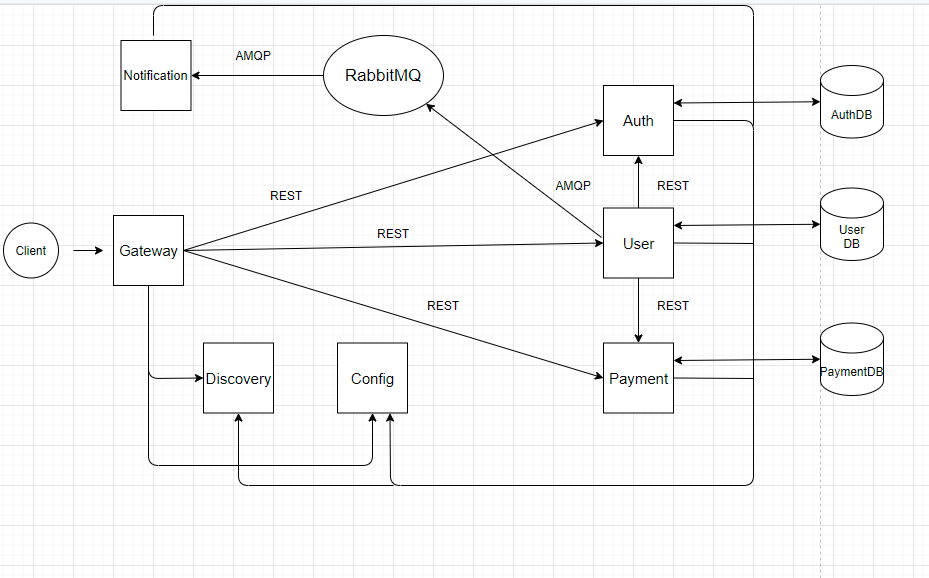 AMQP
Notification
RabbitMQ
AuthDB
Auth
AMQP
REST
REST
REST
User
DB
User
Client
Gateway
REST
REST
Discovery
Config
Payment
PaymentDB